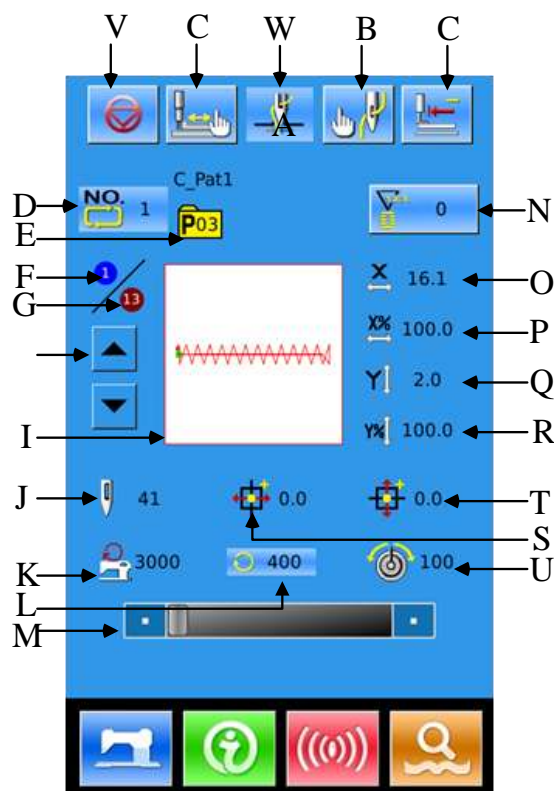 V C W B C
A
C_Pat1
D NO. 1 0 N
E P03
F 1 X 16.1 O
G 13
X% 100.0 P
Y 2.0 Q
I Y% 100.0 R
J 41 0.0 0.0 T
S
K 3000 400 100 U
L
M